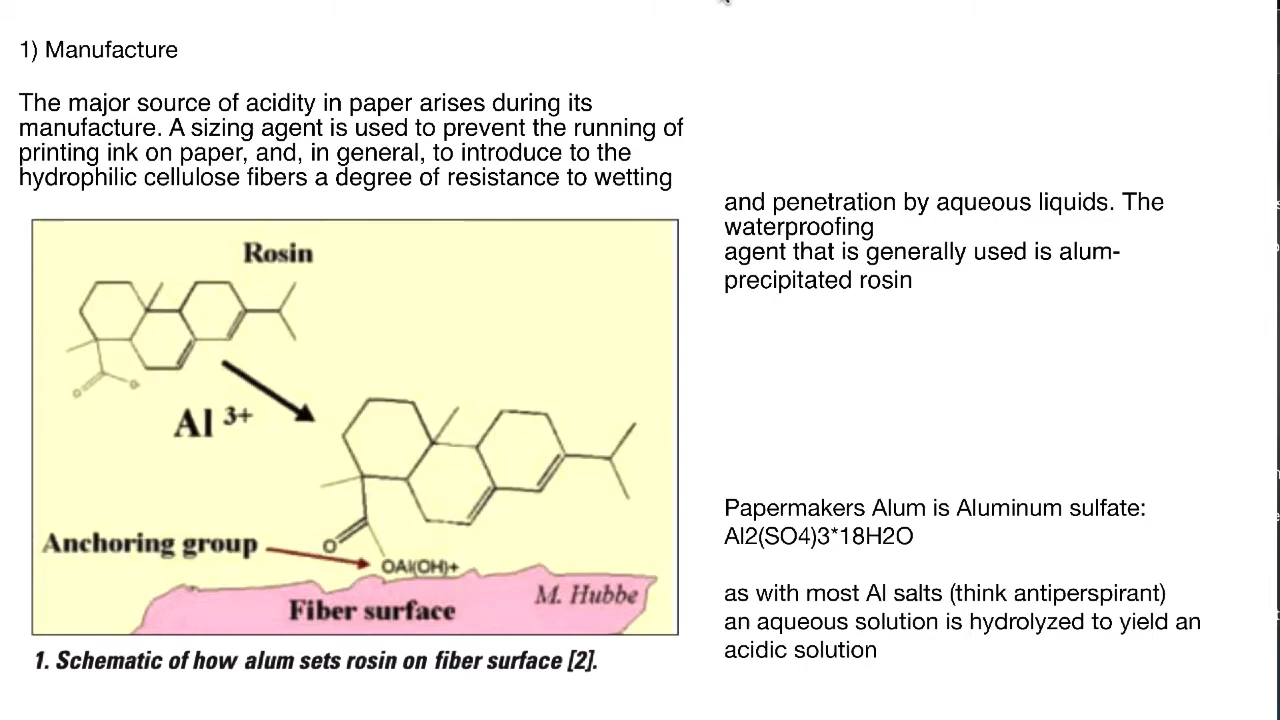 1) Manufacture
The major source of acidity in paper arises during its
manufacture. A sizing agent is used to prevent the running of
printing ink on paper, and, in general, to introduce to the
hydrophilic cellulose fibers a degree of resistance to wetting
and penetration by aqueous liquids. The
waterproofing
agent that is generally used is alum-
precipitated rosin
Rosin
O
Al 3+
Anchoring group
O
OAl(OH)+
Fiber surface
M. Hubbe
1. Schematic of how alum sets rosin on fiber surface [2].
Papermakers Alum is Aluminum sulfate:
Al2(SO4)3*18H2O
as with most Al salts (think antiperspirant)
an aqueous solution is hydrolyzed to yield an
acidic solution